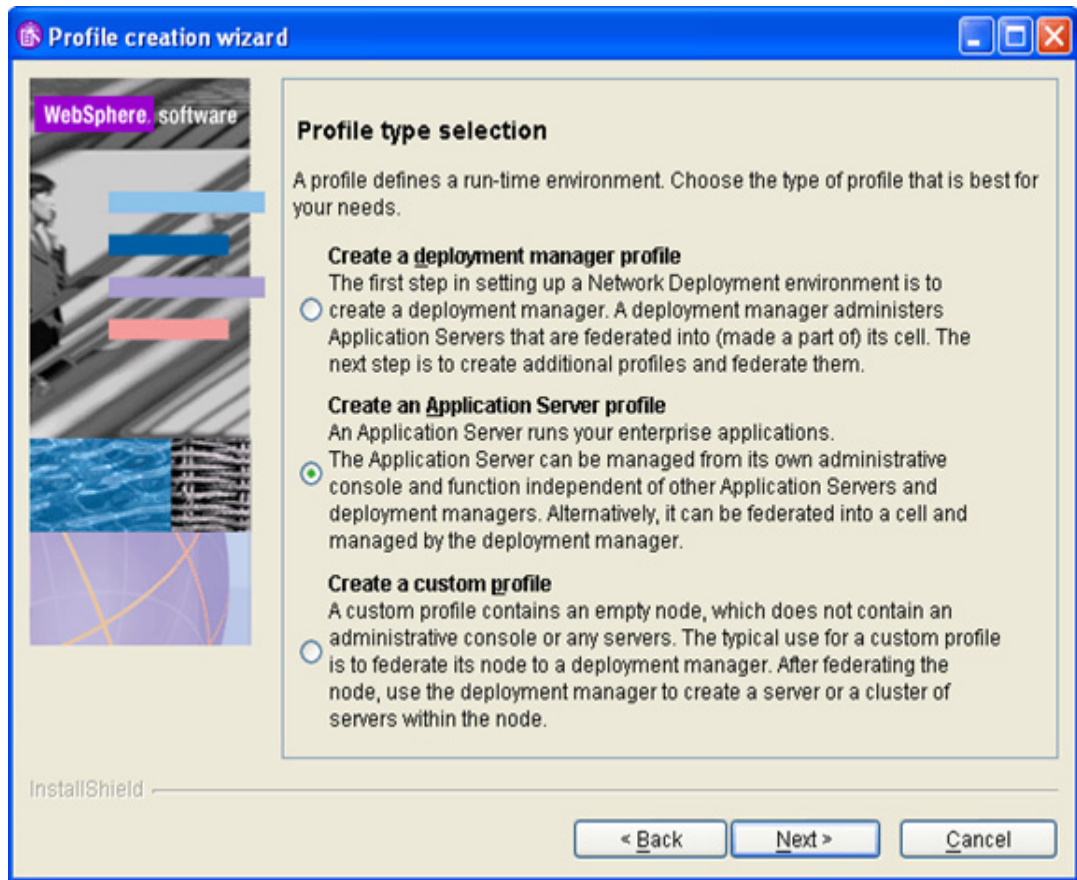 Profile creation wizard
WebSphere. software
Profile type selection
A profile defines a run-time environment. Choose the type of profile that is best for
your needs.
Create a deployment manager profile
The first step in setting up a Network Deployment environment is to
create a deployment manager. A deployment manager administers
Application Servers that are federated into (made a part of) its cell. The
next step is to create additional profiles and federate them.
Create an Application Server profile
An Application Server runs your enterprise applications.
The Application Server can be managed from its own administrative
console and function independent of other Application Servers and
deployment managers. Alternatively, it can be federated into a cell and
managed by the deployment manager.
Create a custom profile
A custom profile contains an empty node, which does not contain an
administrative console or any servers. The typical use for a custom profile
is to federate its node to a deployment manager. After federating the
node, use the deployment manager to create a server or a cluster of
servers within the node.
InstallShield
< Back
Next >
Cancel